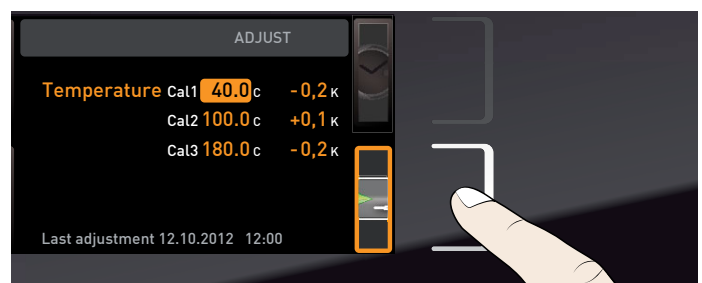 ADJUST
Temperature Cal1 40.0 c -0,2 K
Cal2 100.0 c +0,1 K
Cal3 180.0 c -0,2 K
Last adjustment 12.10.2012 12:00